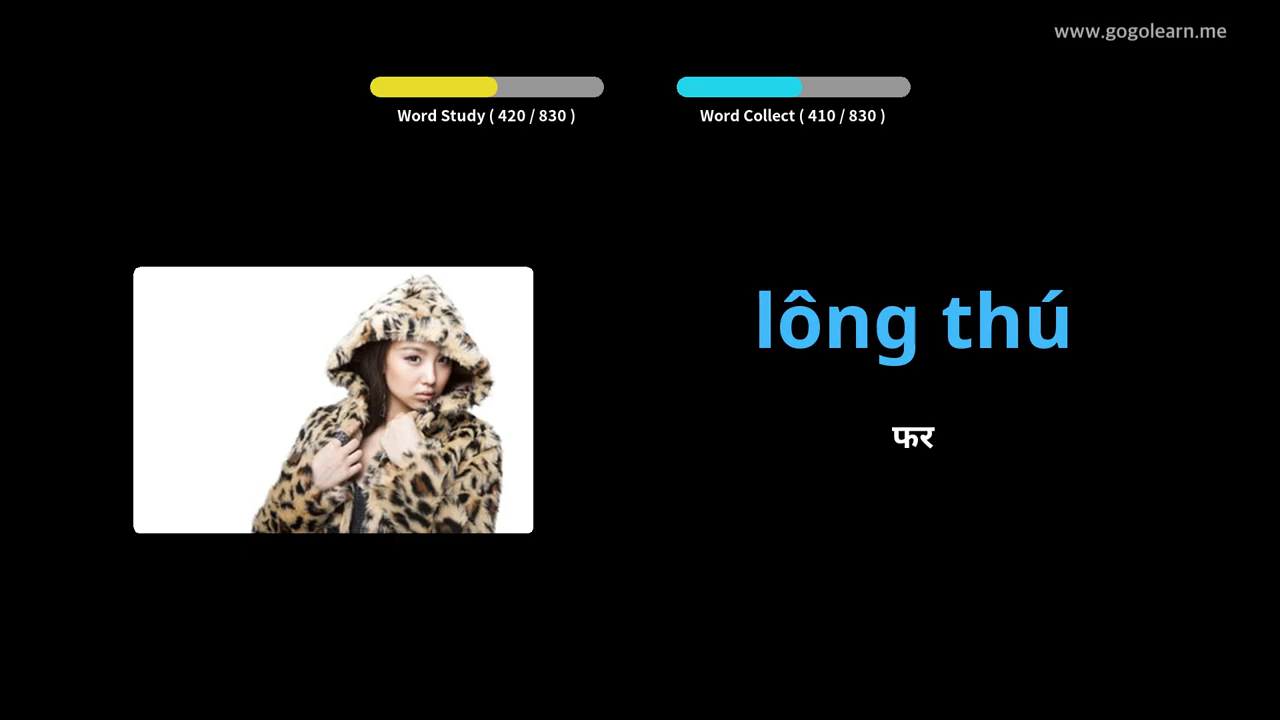 www.gogolearn.me
Word Study ( 420 / 830 )
Word Collect ( 410 / 830 )
lông thú
फर